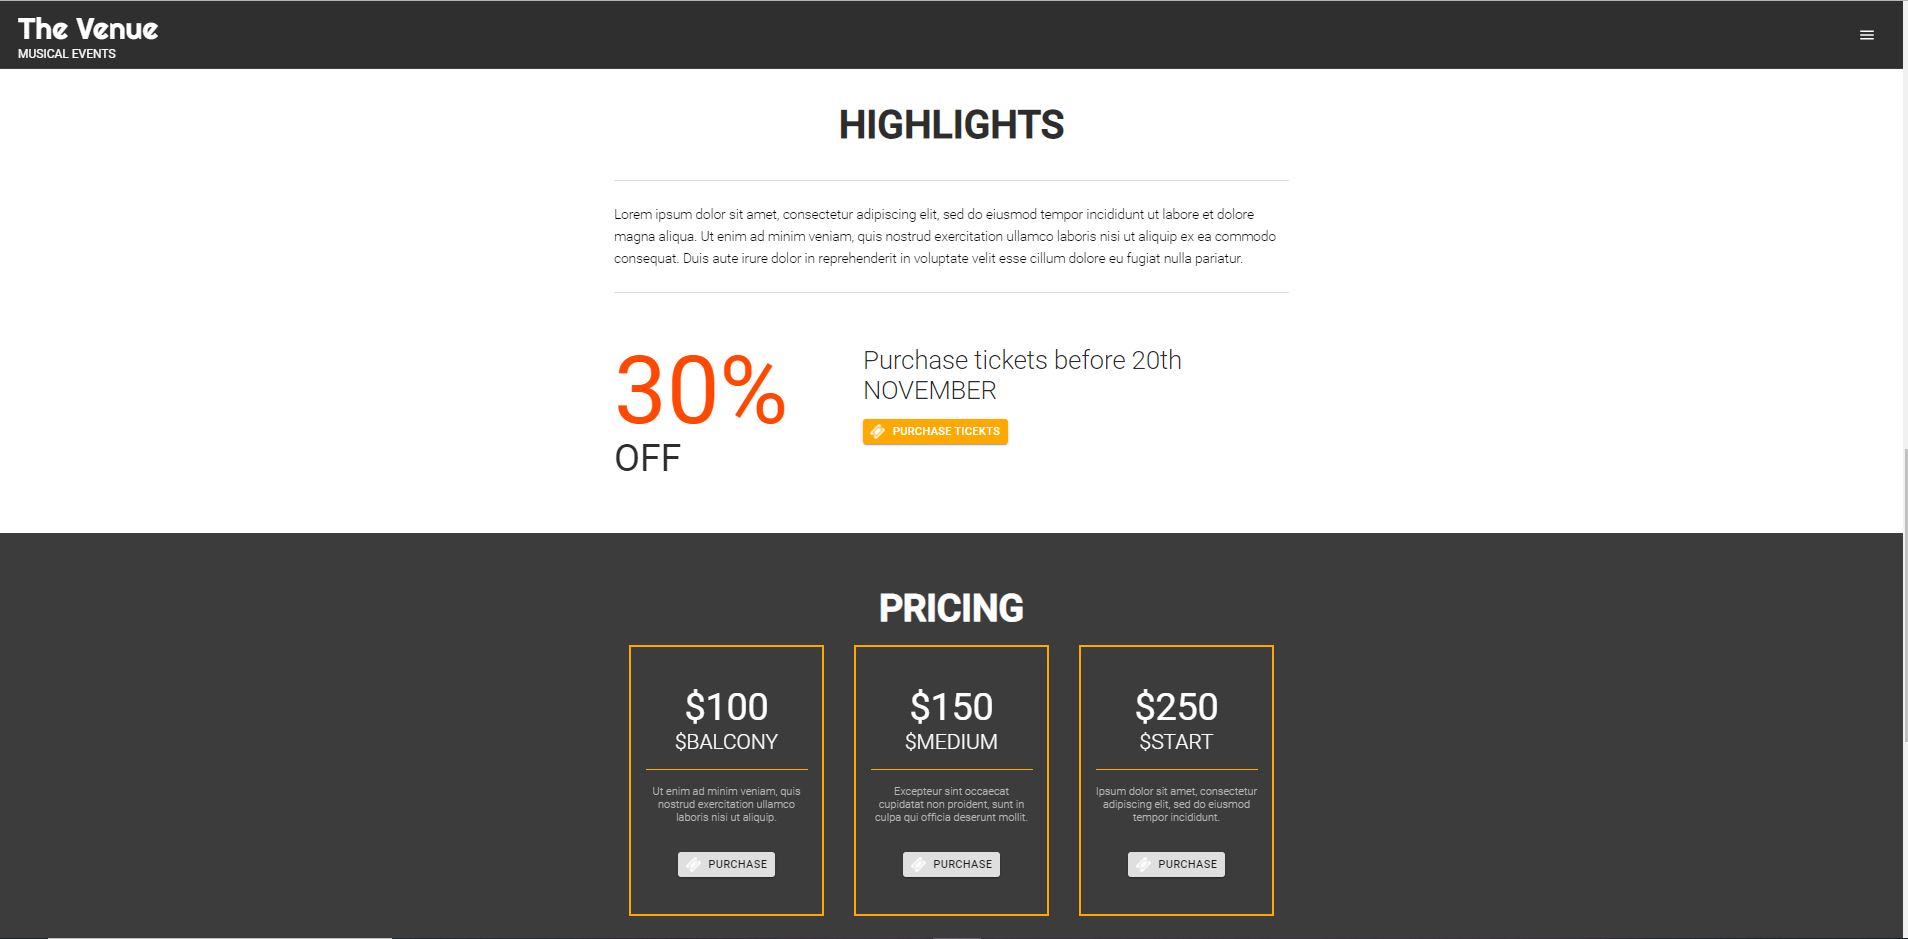 The Venue
MUSICAL EVENTS
HIGHLIGHTS
Lorem ipsum dolor sit amet, consectetur adipiscing elit, sed do eiusmod tempor incididunt ut labore et dolore
magna aliqua. Ut enim ad minim veniam, quis nostrud exercitation ullamco laboris nisi ut aliquip ex ea commodo
consequat. Duis aute irure dolor in reprehenderit in voluptate velit esse cillum dolore eu fugiat nulla pariatur.
30%
OFF
Purchase tickets before 20th
NOVEMBER
PURCHASE TICEKTS
PRICING
$100
$BALCONY
Ut enim ad minim veniam, quis
nostrud exercitation ullamco
laboris nisi ut aliquip.
PURCHASE
$150
$MEDIUM
Excepteur sint occaecat
cupidatat non proident, sunt in
culpa qui officia deserunt mollit.
PURCHASE
$250
$START
Ipsum dolor sit amet, consectetur
adipiscing elit, sed do eiusmod
tempor incididunt.
PURCHASE